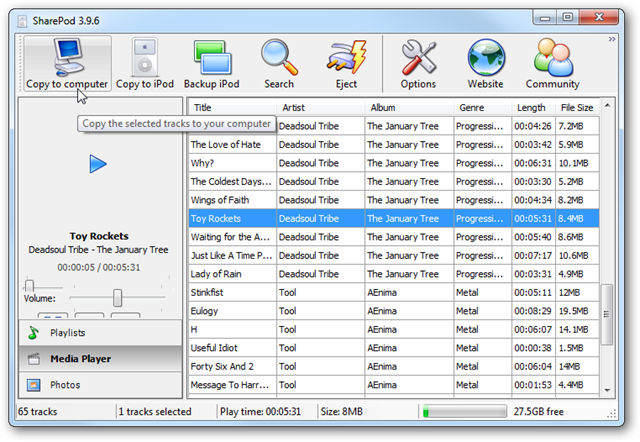 SharePod 3.9.6
Copy to computer Copy to iPod Backup iPod Search Eject Options Website Community »
Title Artist Album Genre Length File Size
Copy the selected tracks to your computer
Deadsoul Tribe The January Tree Progressi... 00:04:26 7.2MB
The Love of Hate Deadsoul Tribe The January Tree Progressi... 00:03:42 5.9MB
Why? Deadsoul Tribe The January Tree Progressi... 00:06:31 10.1MB
The Coldest Days... Deadsoul Tribe The January Tree Progressi... 00:03:30 5.2MB
Wings of Faith Deadsoul Tribe The January Tree Progressi... 00:04:34 8.2MB
Toy Rockets Deadsoul Tribe The January Tree Progressi... 00:05:31 8.4MB
Waiting for the A... Deadsoul Tribe The January Tree Progressi... 00:05:40 8.6MB
Just Like A Time P... Deadsoul Tribe The January Tree Progressi... 00:07:17 10.6MB
Lady of Rain Deadsoul Tribe The January Tree Progressi... 00:03:31 4.9MB
Stinkfist Tool AEnima Metal 00:05:11 12MB
Eulogy Tool AEnima Metal 00:08:29 19.5MB
H Tool AEnima Metal 00:06:07 14.1MB
Useful Idiot Tool AEnima Metal 00:00:38 1.5MB
Forty Six And 2 Tool AEnima Metal 00:06:04 14MB
Message To Harr... Tool AEnima Metal 00:01:53 4.4MB
Toy Rockets
Deadsoul Tribe - The January Tree
00:00:05 / 00:05:31
Volume:
Playlists
Media Player
Photos
65 tracks 1 tracks selected Play time: 00:05:31 Size: 8MB 27.5GB free